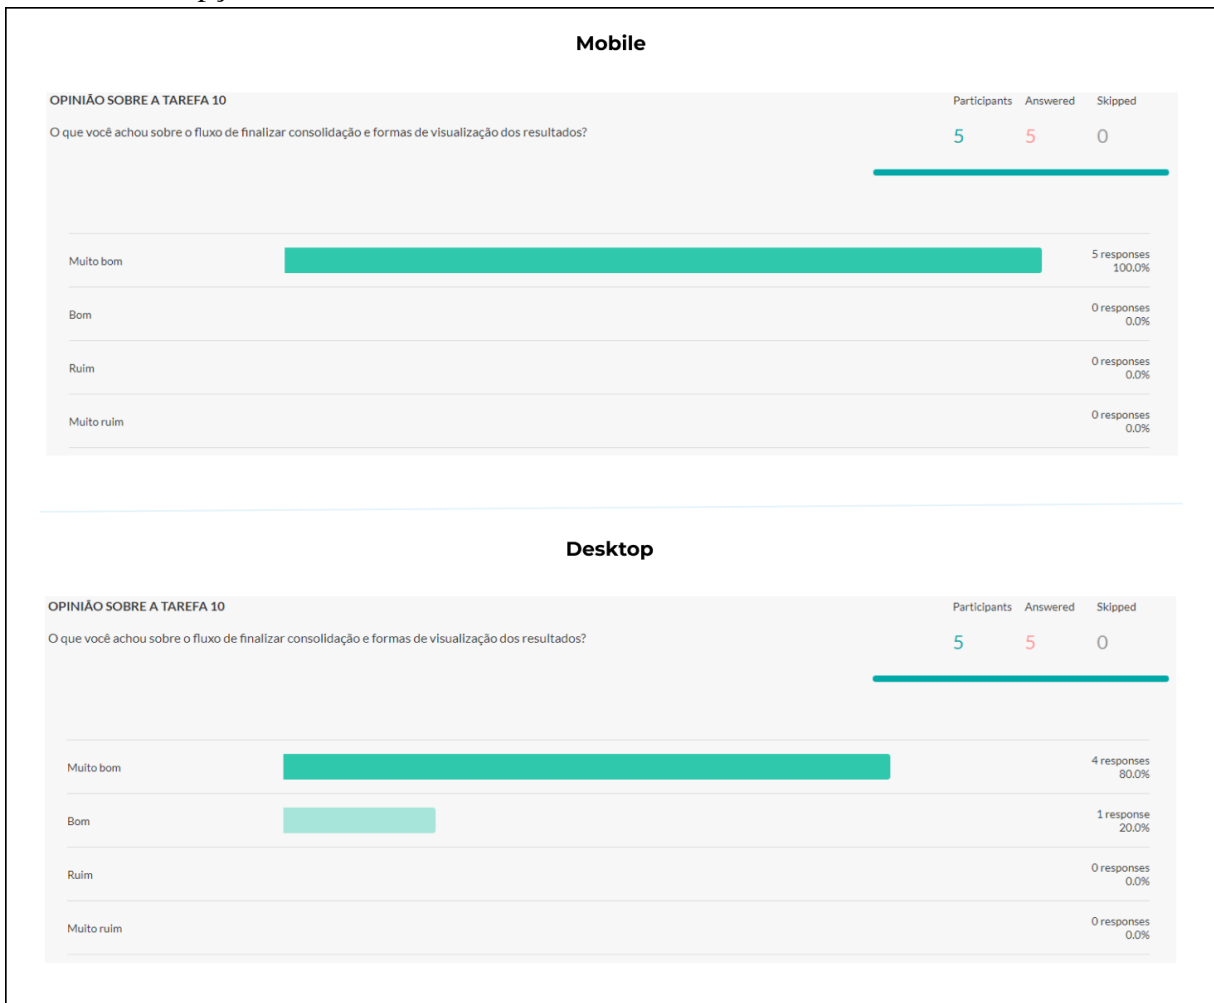 Mobile
OPINIÃO SOBRE A TAREFA 10
Participants Answered Skipped
O que você achou sobre o fluxo de finalizar consolidação e formas de visualização dos resultados?
5 5 0
Muito bom
5 responses
100.0%
Bom
0 responses
0.0%
Ruim
0 responses
0.0%
Muito ruim
0 responses
0.0%
Desktop
OPINIÃO SOBRE A TAREFA 10
Participants Answered Skipped
O que você achou sobre o fluxo de finalizar consolidação e formas de visualização dos resultados?
5 5 0
Muito bom
4 responses
80.0%
Bom
1 response
20.0%
Ruim
0 responses
0.0%
Muito ruim
0 responses
0.0%